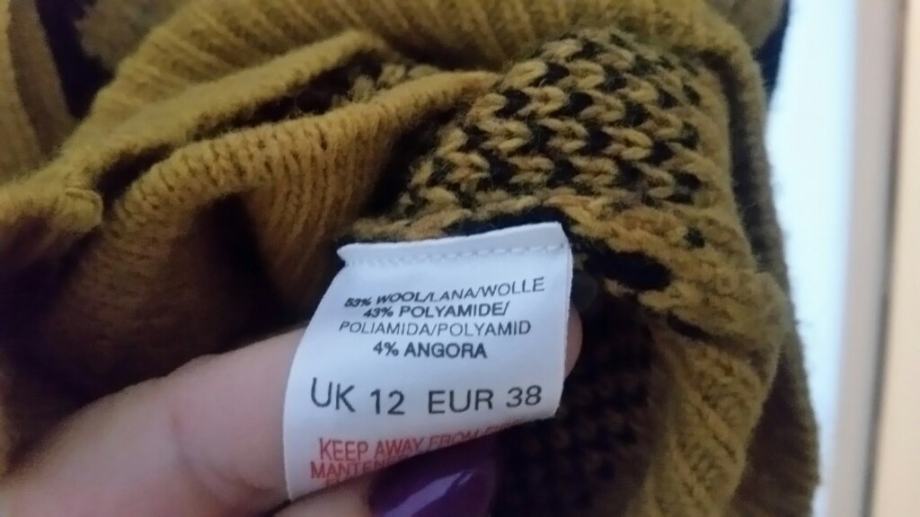 53% WOOL/LANA/WOLLE
43% POLYAMIDE/
POLIAMIDA/POLYAMID
4% ANGORA
UK 12 EUR 38
KEEP AWAY FROM